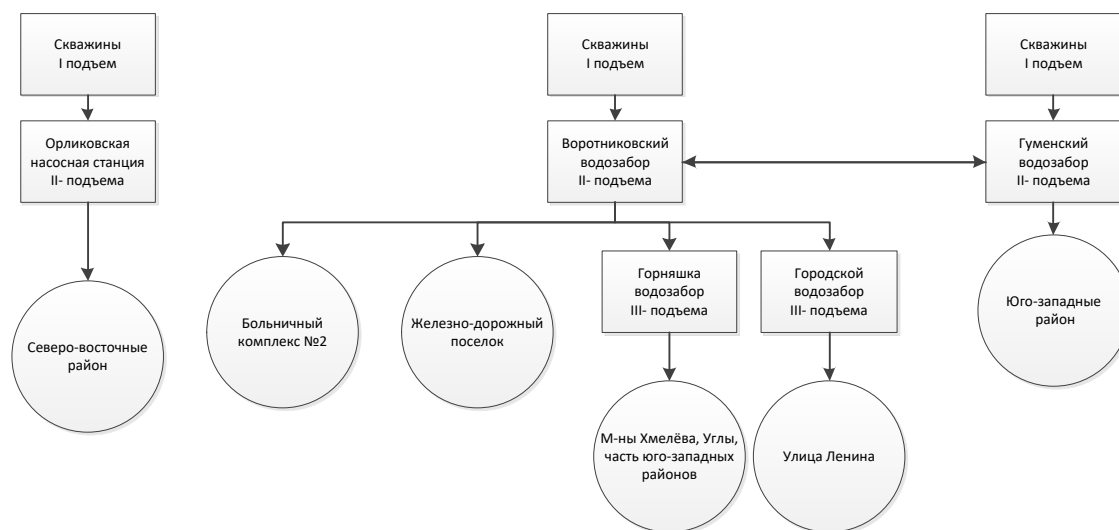 Скважины
I подъем
Скважины
I подъем
Скважины
I подъем
Орликовская
насосная станция
II- подъема
Воротниковский
водозабор
II- подъема
Гуменский
водозабор
II- подъема
Больничный
комплекс №2
Железно-дорожный
поселок
Горняшка
водозабор
III- подъема
Городской
водозабор
III- подъема
Юго-западные
район
Северо-восточные
район
М-ны Хмелёва, Углы,
часть юго-западных
районов
Улица Ленина